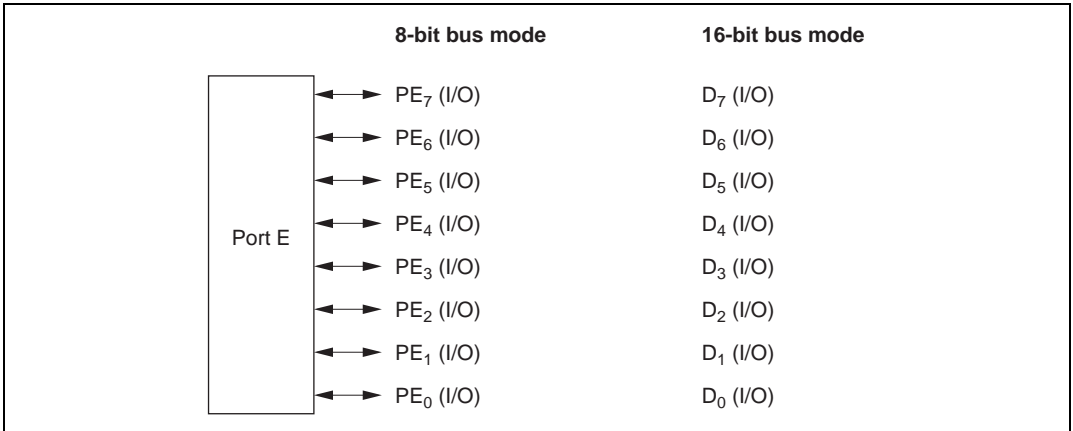 8-bit bus mode 16-bit bus mode
PE7 (I/O) D7 (I/O)
PE6 (I/O) D6 (I/O)
PE5 (I/O) D5 (I/O)
PE4 (I/O) D4 (I/O)
Port E
PE3 (I/O) D3 (I/O)
PE2 (I/O) D2 (I/O)
PE1 (I/O) D1 (I/O)
PE0 (I/O) D0 (I/O)